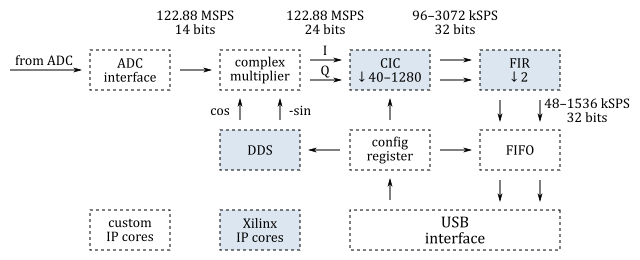 122.88 MSPS
14 bits
122.88 MSPS
24 bits
96–3072 kSPS
32 bits
from ADC
ADC
interface
complex
multiplier
I
Q
CIC
↓40–1280
FIR
↓2
cos
-sin
48–1536 kSPS
32 bits
DDS
config
register
FIFO
custom
IP cores
Xilinx
IP cores
USB
interface